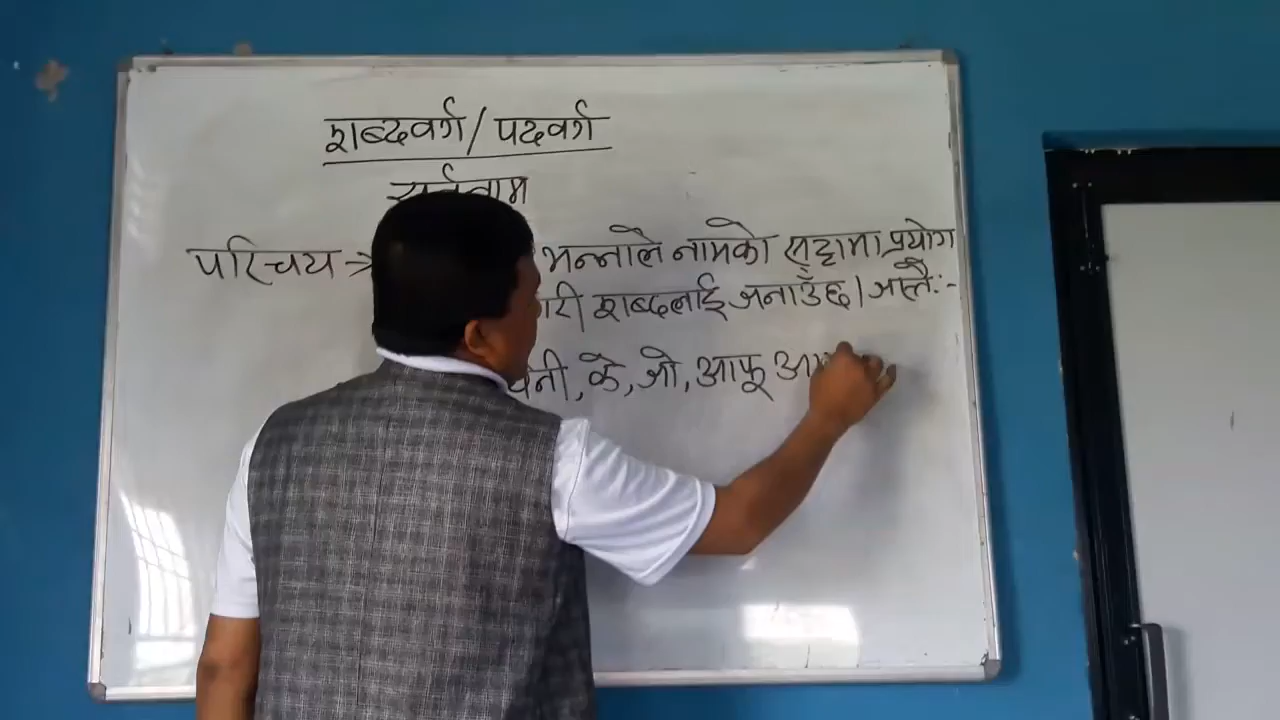 शब्दवर्ग / पदवर्ग
सर्वनाम
परिचय → भन्नाले नामको सट्टामा प्रयोग
शब्दलाई जनाउँछ । जस्तै :-
के, जो, आफू